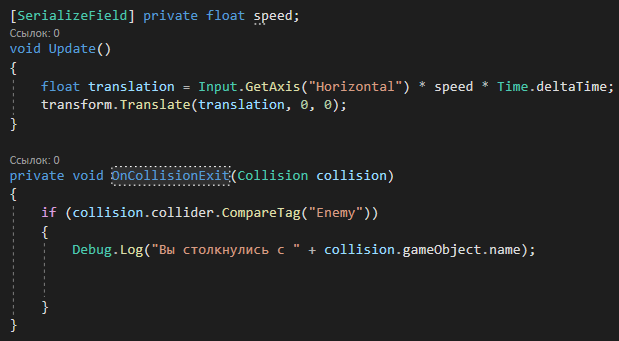 [SerializeField] private float speed;
Ссылок: 0
void Update()
{
float translation = Input.GetAxis("Horizontal") * speed * Time.deltaTime;
transform.Translate(translation, 0, 0);
}
Ссылок: 0
private void OnCollisionExit(Collision collision)
{
if (collision.collider.CompareTag("Enemy"))
{
Debug.Log("Вы столкнулись с " + collision.gameObject.name);
}
}